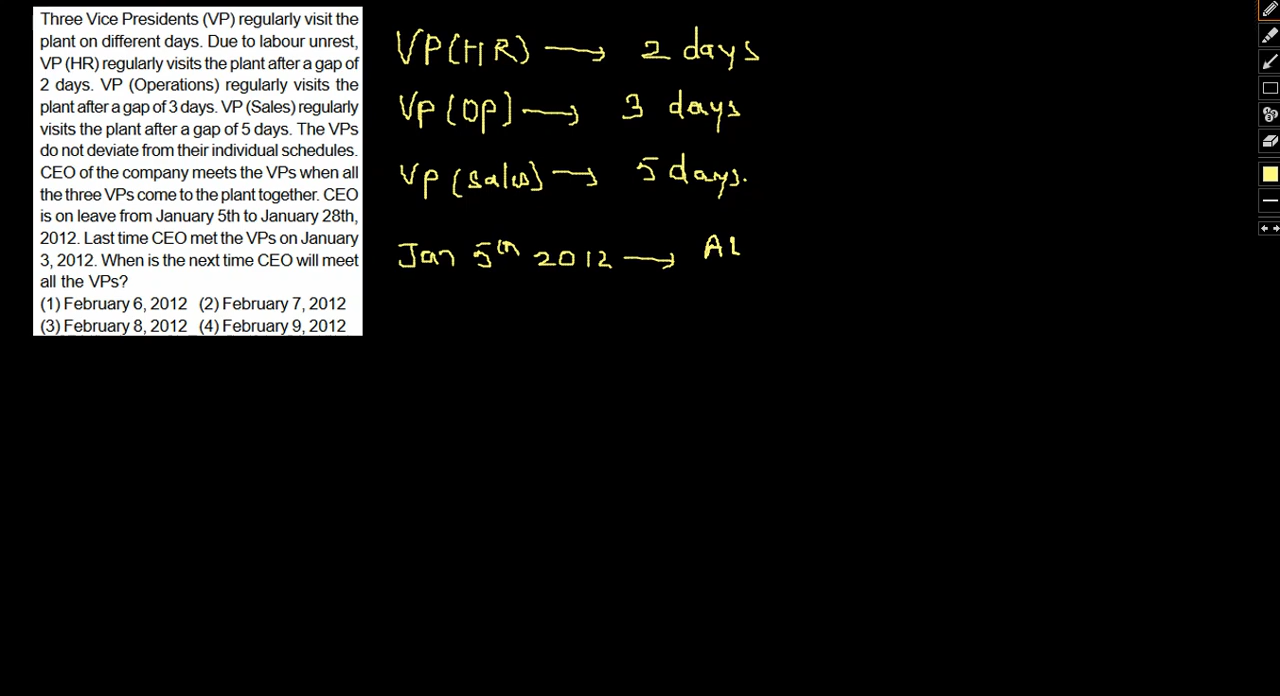 Three Vice Presidents (VP) regularly visit the
plant on different days. Due to labour unrest,
VP (HR) regularly visits the plant after a gap of
2 days. VP (Operations) regularly visits the
plant after a gap of 3 days. VP (Sales) regularly
visits the plant after a gap of 5 days. The VPs
do not deviate from their individual schedules.
CEO of the company meets the VPs when all
the three VPs come to the plant together. CEO
is on leave from January 5th to January 28th,
2012. Last time CEO met the VPs on January
3, 2012. When is the next time CEO will meet
all the VPs?
(1) February 6, 2012 (2) February 7, 2012
(3) February 8, 2012 (4) February 9, 2012
VP(HR) → 2 days
VP(OP) → 3 days
VP(sales) → 5 days.
Jan 5th 2012 → AL